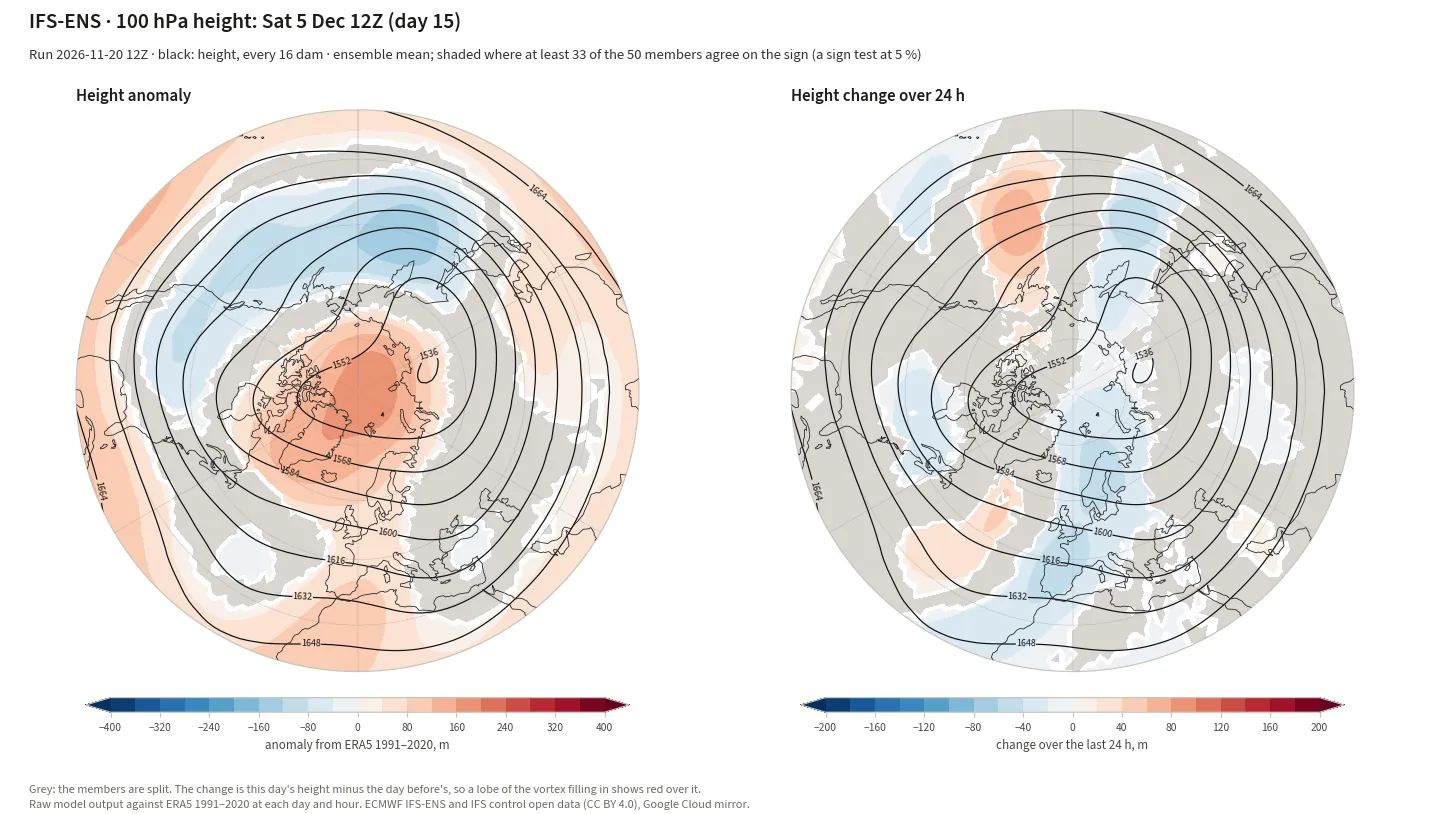 IFS-ENS · 100 hPa height: Sat 5 Dec 12Z (day 15)
Run 2026-11-20 12Z · black: height, every 16 dam · ensemble mean; shaded where at least 33 of the 50 members agree on the sign (a sign test at 5 %)
Height anomaly
1664
1536
1552
1568
1584
1664
1600
1616
1632
1648
−400 −320 −240 −160 −80 0 80 160 240 320 400
anomaly from ERA5 1991–2020, m
Height change over 24 h
1664
1536
1552
1568
1584
1664
1600
1616
1632
1648
−200 −160 −120 −80 −40 0 40 80 120 160 200
change over the last 24 h, m
Grey: the members are split. The change is this day's height minus the day before's, so a lobe of the vortex filling in shows red over it.
Raw model output against ERA5 1991–2020 at each day and hour. ECMWF IFS-ENS and IFS control open data (CC BY 4.0), Google Cloud mirror.